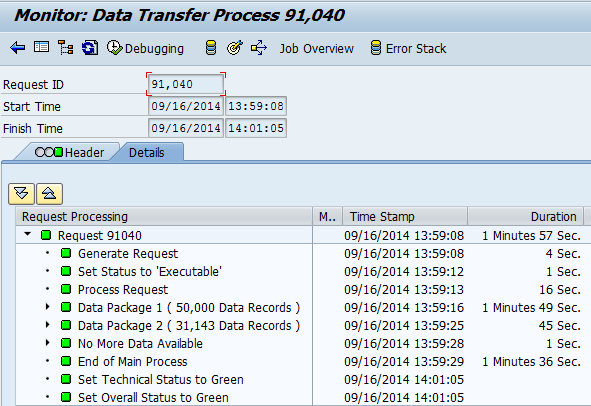 Monitor: Data Transfer Process 91,040
Debugging Job Overview Error Stack
Request ID 91,040
Start Time 09/16/2014 13:59:08
Finish Time 09/16/2014 14:01:05
Header Details
Request Processing M.. Time Stamp Duration
Request 91040 09/16/2014 13:59:08 1 Minutes 57 Sec.
Generate Request 09/16/2014 13:59:08 4 Sec.
Set Status to 'Executable' 09/16/2014 13:59:12 1 Sec.
Process Request 09/16/2014 13:59:13 16 Sec.
Data Package 1 ( 50,000 Data Records ) 09/16/2014 13:59:16 1 Minutes 49 Sec.
Data Package 2 ( 31,143 Data Records ) 09/16/2014 13:59:25 45 Sec.
No More Data Available 09/16/2014 13:59:28 1 Sec.
End of Main Process 09/16/2014 13:59:29 1 Minutes 36 Sec.
Set Technical Status to Green 09/16/2014 14:01:05
Set Overall Status to Green 09/16/2014 14:01:05